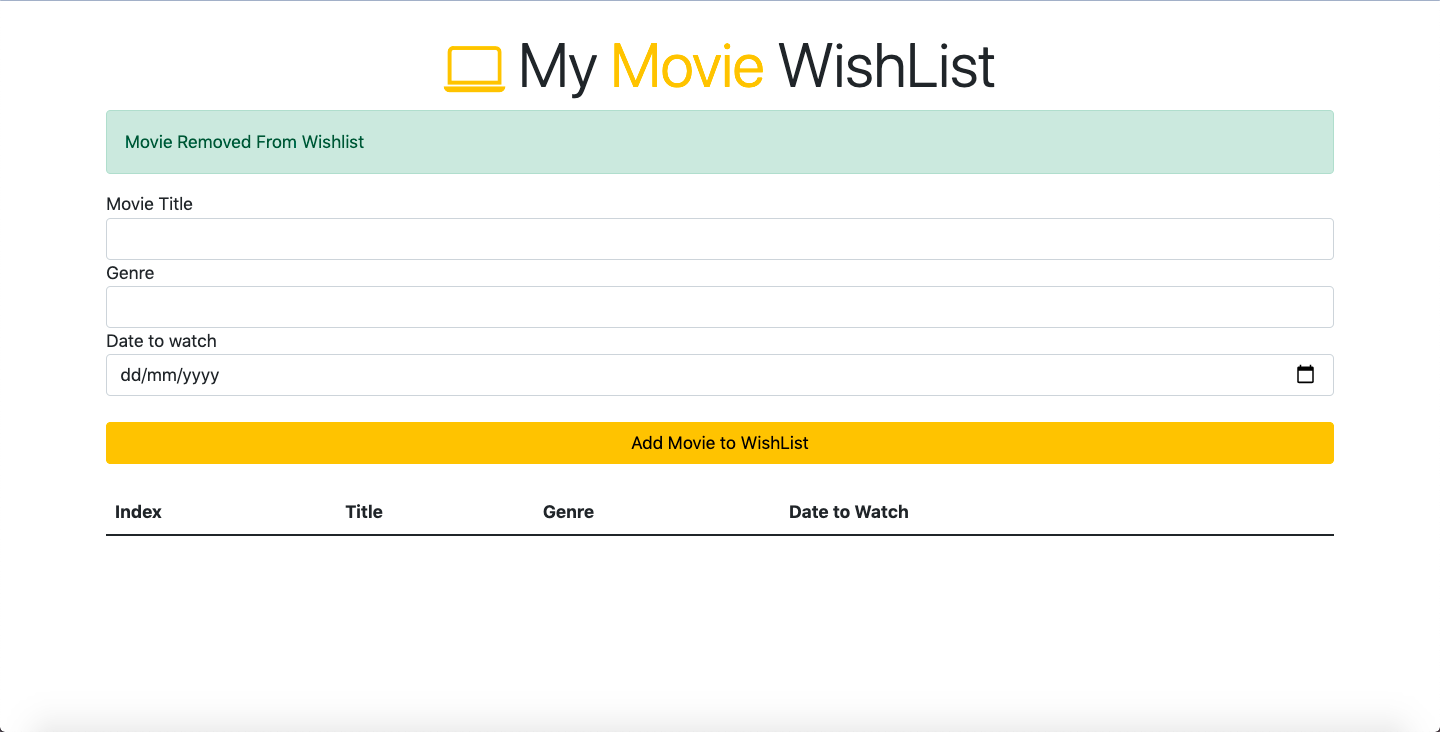 My Movie WishList
Movie Removed From Wishlist
Movie Title
Genre
Date to watch
dd/mm/yyyy
Add Movie to WishList
Index Title Genre Date to Watch